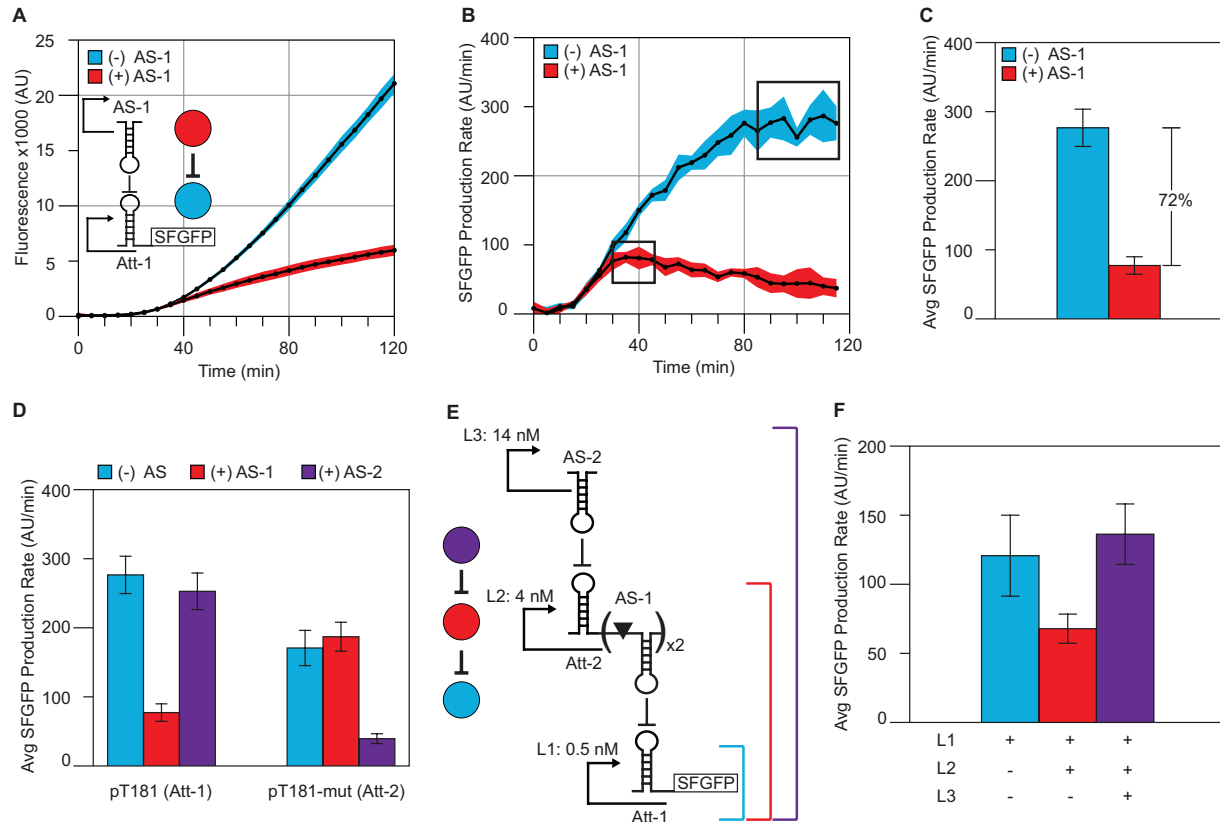 A
Fluorescence x1000 (AU)
25
20
15
10
5
0
(-) AS-1
(+) AS-1
AS-1
SFGFP
Att-1
0
40
80
120
Time (min)
B
SFGFP Production Rate (AU/min)
400
300
200
100
0
(-) AS-1
(+) AS-1
0
40
80
120
Time (min)
C
Avg SFGFP Production Rate (AU/min)
400
300
200
100
0
(-) AS-1
(+) AS-1
72%
D
(-) AS (+) AS-1 (+) AS-2
Avg SFGFP Production Rate (AU/min)
400
300
200
100
0
pT181 (Att-1) pT181-mut (Att-2)
E
L3: 14 nM
AS-2
L2: 4 nM
AS-1
( )x2
Att-2
L1: 0.5 nM
SFGFP
Att-1
F
Avg SFGFP Production Rate (AU/min)
200
150
100
50
0
L1 + + +
L2 - + +
L3 - - +